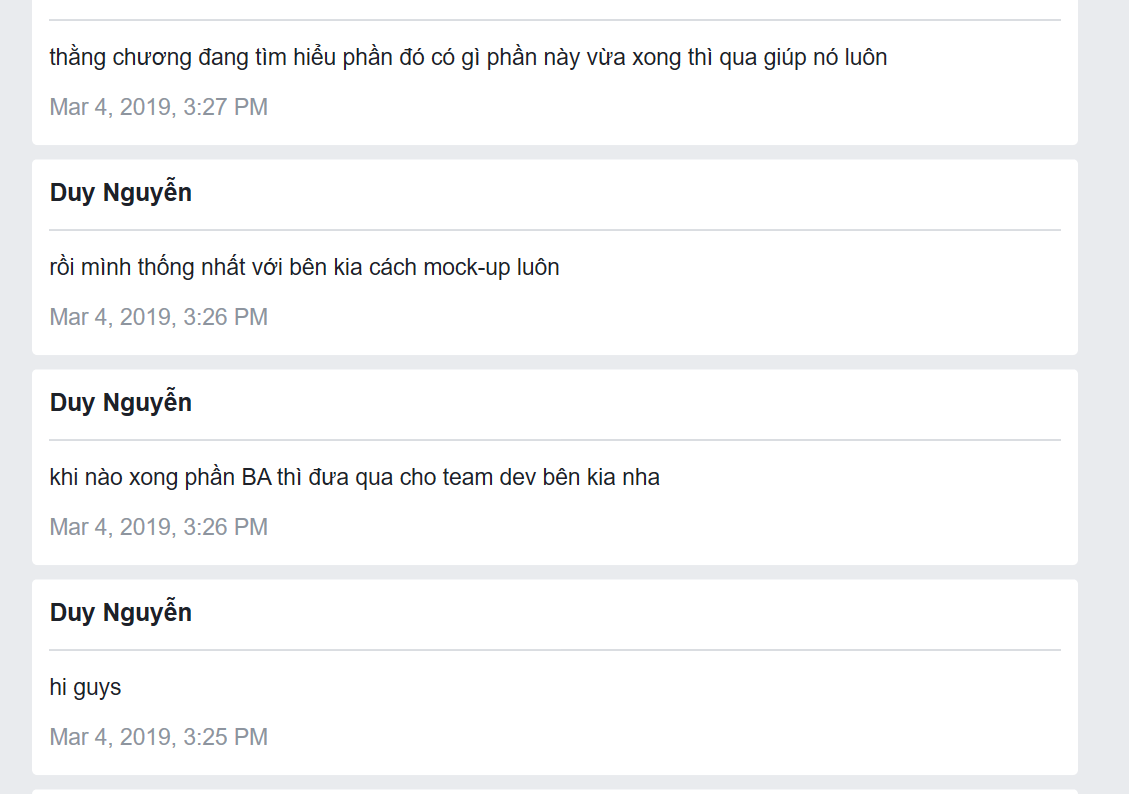 thằng chương đang tìm hiểu phần đó có gì phần này vừa xong thì qua giúp nó luôn
Mar 4, 2019, 3:27 PM
Duy Nguyễn
rồi mình thống nhất với bên kia cách mock-up luôn
Mar 4, 2019, 3:26 PM
Duy Nguyễn
khi nào xong phần BA thì đưa qua cho team dev bên kia nha
Mar 4, 2019, 3:26 PM
Duy Nguyễn
hi guys
Mar 4, 2019, 3:25 PM